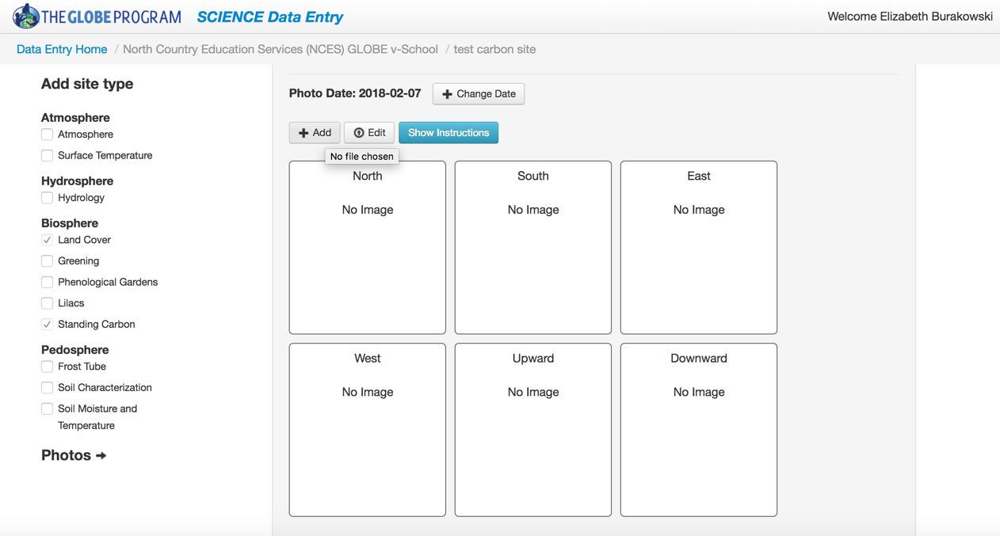 THE GLOBE PROGRAM SCIENCE Data Entry Welcome Elizabeth Burakowski
Data Entry Home / North Country Education Services (NCES) GLOBE v-School / test carbon site
Add site type
Atmosphere
Atmosphere
Surface Temperature
Hydrosphere
Hydrology
Biosphere
Land Cover
Greening
Phenological Gardens
Lilacs
Standing Carbon
Pedosphere
Frost Tube
Soil Characterization
Soil Moisture and
Temperature
Photos
Photo Date: 2018-02-07 Change Date
Add Edit Show Instructions
No file chosen
North South East
No Image No Image No Image
West Upward Downward
No Image No Image No Image